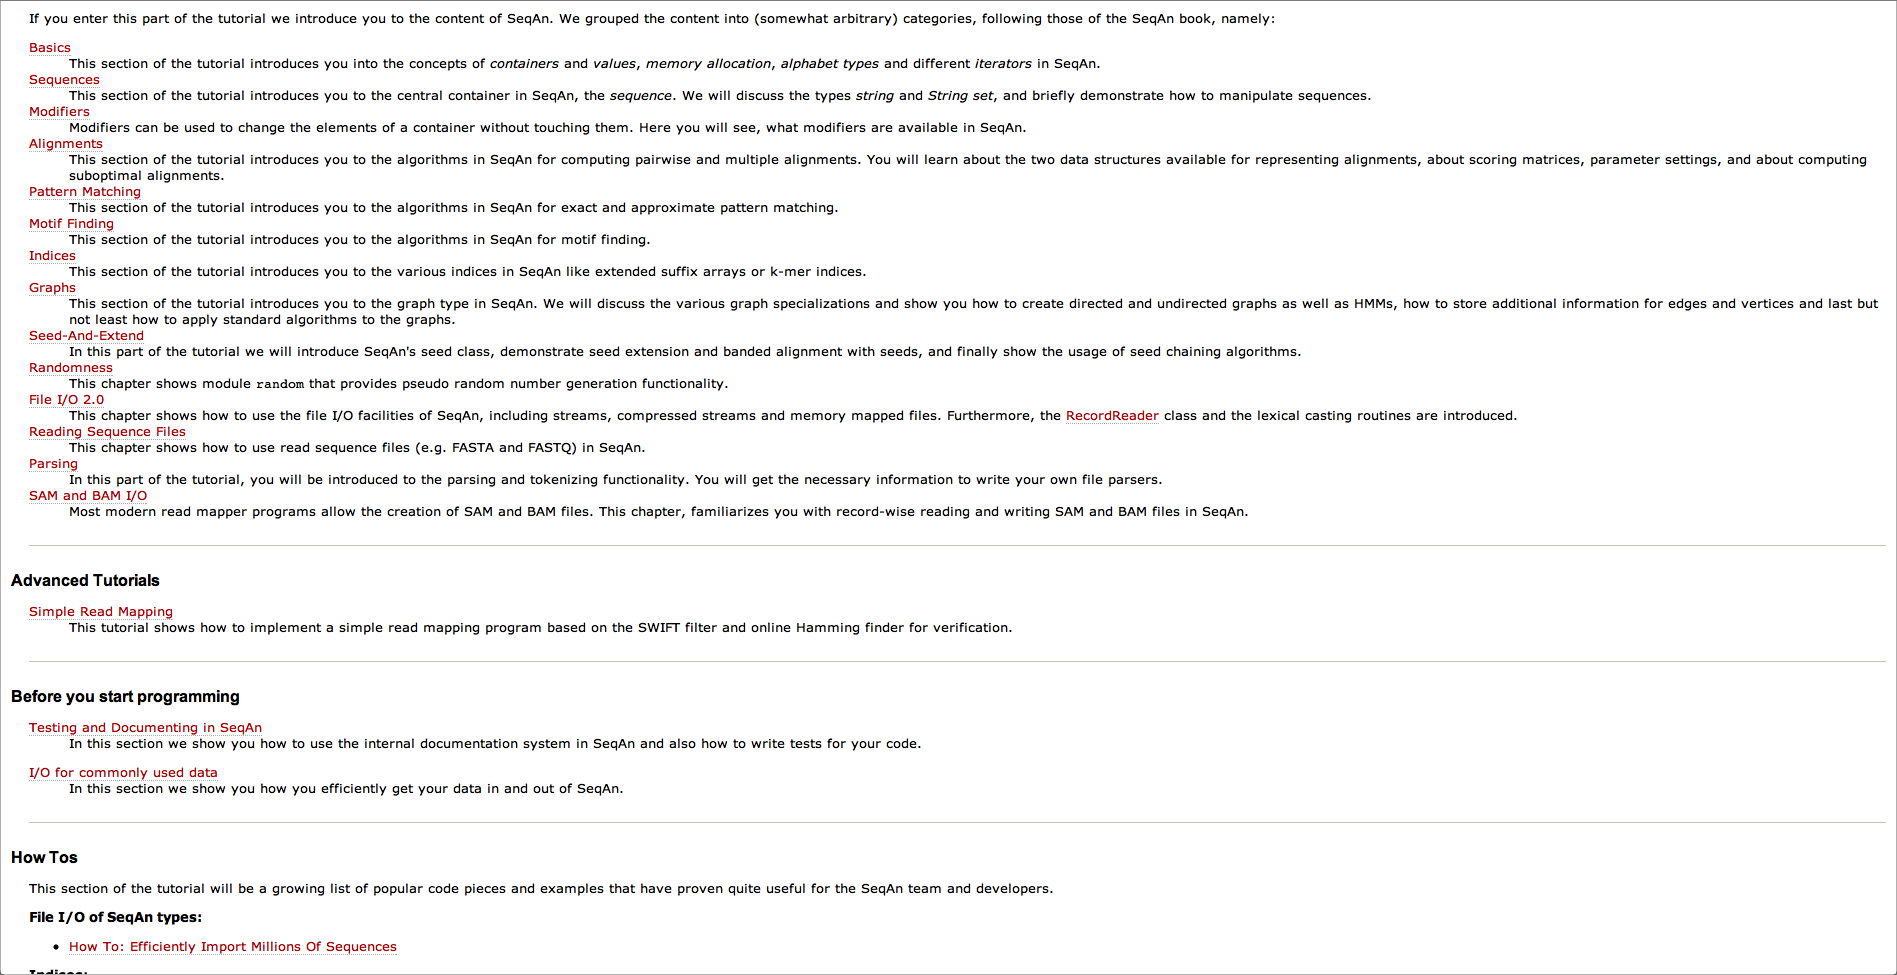 If you enter this part of the tutorial we introduce you to the content of SeqAn. We grouped the content into (somewhat arbitrary) categories, following those of the SeqAn book, namely:
Basics
This section of the tutorial introduces you into the concepts of containers and values, memory allocation, alphabet types and different iterators in SeqAn.
Sequences
This section of the tutorial introduces you to the central container in SeqAn, the sequence. We will discuss the types string and String set, and briefly demonstrate how to manipulate sequences.
Modifiers
Modifiers can be used to change the elements of a container without touching them. Here you will see, what modifiers are available in SeqAn.
Alignments
This section of the tutorial introduces you to the algorithms in SeqAn for computing pairwise and multiple alignments. You will learn about the two data structures available for representing alignments, about scoring matrices, parameter settings, and about computing
suboptimal alignments.
Pattern Matching
This section of the tutorial introduces you to the algorithms in SeqAn for exact and approximate pattern matching.
Motif Finding
This section of the tutorial introduces you to the algorithms in SeqAn for motif finding.
Indices
This section of the tutorial introduces you to the various indices in SeqAn like extended suffix arrays or k-mer indices.
Graphs
This section of the tutorial introduces you to the graph type in SeqAn. We will discuss the various graph specializations and show you how to create directed and undirected graphs as well as HMMs, how to store additional information for edges and vertices and last but
not least how to apply standard algorithms to the graphs.
Seed-And-Extend
In this part of the tutorial we will introduce SeqAn's seed class, demonstrate seed extension and banded alignment with seeds, and finally show the usage of seed chaining algorithms.
Randomness
This chapter shows module random that provides pseudo random number generation functionality.
File I/O 2.0
This chapter shows how to use the file I/O facilities of SeqAn, including streams, compressed streams and memory mapped files. Furthermore, the RecordReader class and the lexical casting routines are introduced.
Reading Sequence Files
This chapter shows how to use read sequence files (e.g. FASTA and FASTQ) in SeqAn.
Parsing
In this part of the tutorial, you will be introduced to the parsing and tokenizing functionality. You will get the necessary information to write your own file parsers.
SAM and BAM I/O
Most modern read mapper programs allow the creation of SAM and BAM files. This chapter, familiarizes you with record-wise reading and writing SAM and BAM files in SeqAn.
Advanced Tutorials
Simple Read Mapping
This tutorial shows how to implement a simple read mapping program based on the SWIFT filter and online Hamming finder for verification.
Before you start programming
Testing and Documenting in SeqAn
In this section we show you how to use the internal documentation system in SeqAn and also how to write tests for your code.
I/O for commonly used data
In this section we show you how you efficiently get your data in and out of SeqAn.
How Tos
This section of the tutorial will be a growing list of popular code pieces and examples that have proven quite useful for the SeqAn team and developers.
File I/O of SeqAn types:
• How To: Efficiently Import Millions Of Sequences
Indices: